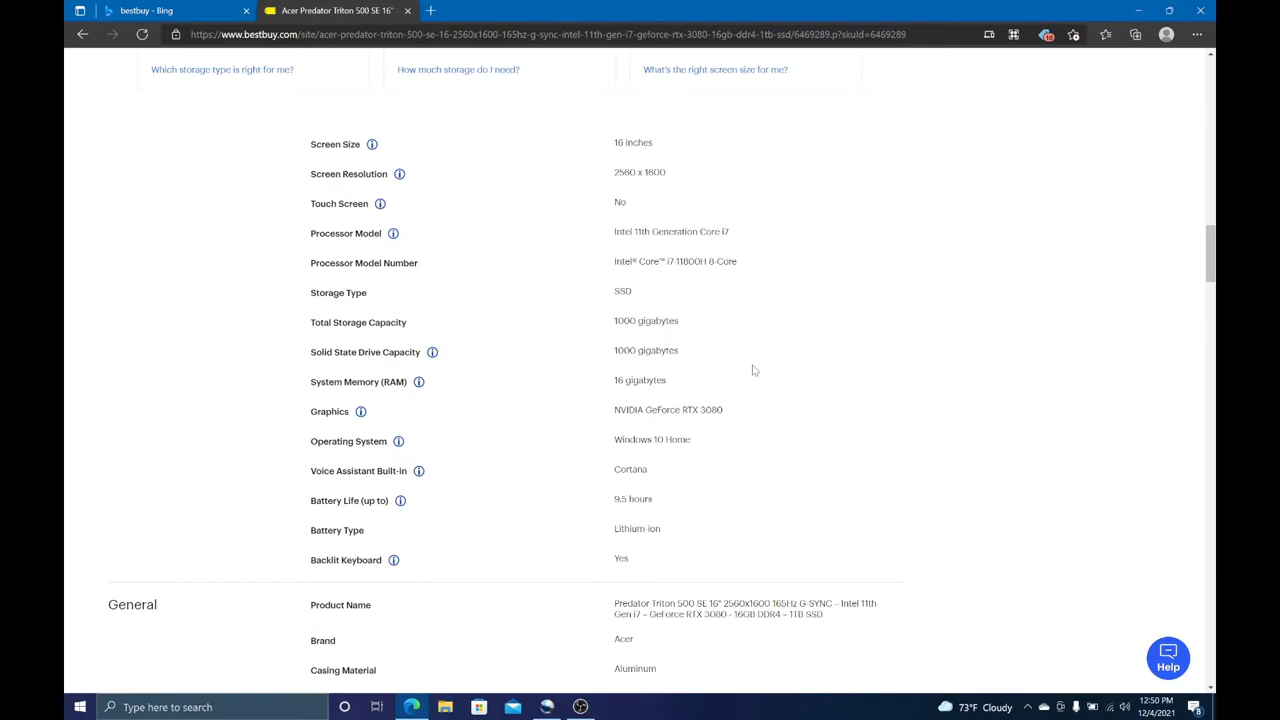 bestbuy - Bing
Acer Predator Triton 500 SE 16"
https://www.bestbuy.com/site/acer-predator-triton-500-se-16-2560x1600-165hz-g-sync-intel-11th-gen-i7-geforce-rtx-3080-16gb-ddr4-1tb-ssd/6469289.p?skuId=6469289
Which storage type is right for me?
How much storage do I need?
What's the right screen size for me?
Screen Size 16 inches
Screen Resolution 2560 x 1600
Touch Screen No
Processor Model Intel 11th Generation Core i7
Processor Model Number Intel® Core™ i7-11800H 8-Core
Storage Type SSD
Total Storage Capacity 1000 gigabytes
Solid State Drive Capacity 1000 gigabytes
System Memory (RAM) 16 gigabytes
Graphics NVIDIA GeForce RTX 3080
Operating System Windows 10 Home
Voice Assistant Built-in Cortana
Battery Life (up to) 9.5 hours
Battery Type Lithium-ion
Backlit Keyboard Yes
General
Product Name Predator Triton 500 SE 16" 2560x1600 165Hz G-SYNC – Intel 11th
Gen i7 – GeForce RTX 3080 - 16GB DDR4 – 1TB SSD
Brand Acer
Casing Material Aluminum
Help
Type here to search
73°F Cloudy
12:50 PM
12/4/2021
8